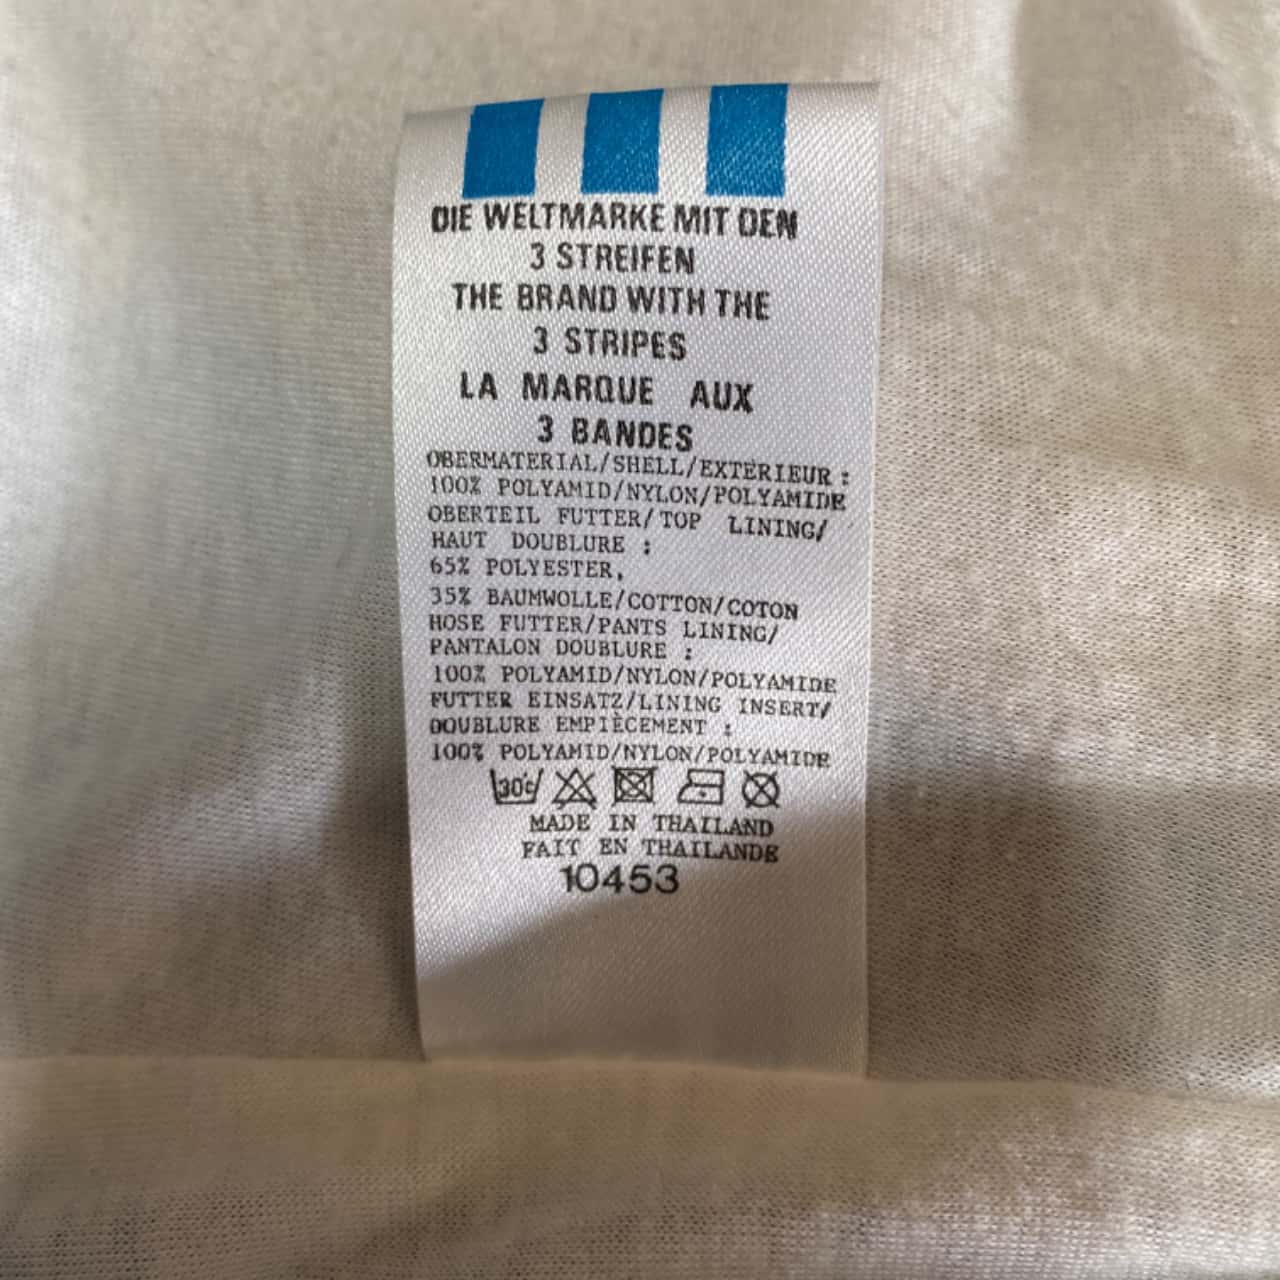 DIE WELTMARKE MIT DEN
3 STREIFEN
THE BRAND WITH THE
3 STRIPES
LA MARQUE AUX
3 BANDES
OBERMATERIAL/SHELL/EXTÉRIEUR :
100% POLYAMID/NYLON/POLYAMIDE
OBERTEIL FUTTER/TOP LINING/
HAUT DOUBLURE :
65% POLYESTER,
35% BAUMWOLLE/COTTON/COTON
HOSE FUTTER/PANTS LINING/
PANTALON DOUBLURE :
100% POLYAMID/NYLON/POLYAMIDE
FUTTER EINSATZ/LINING INSERT/
DOUBLURE EMPIÈCEMENT :
100% POLYAMID/NYLON/POLYAMIDE
30°c
MADE IN THAILAND
FAIT EN THAILANDE
10453